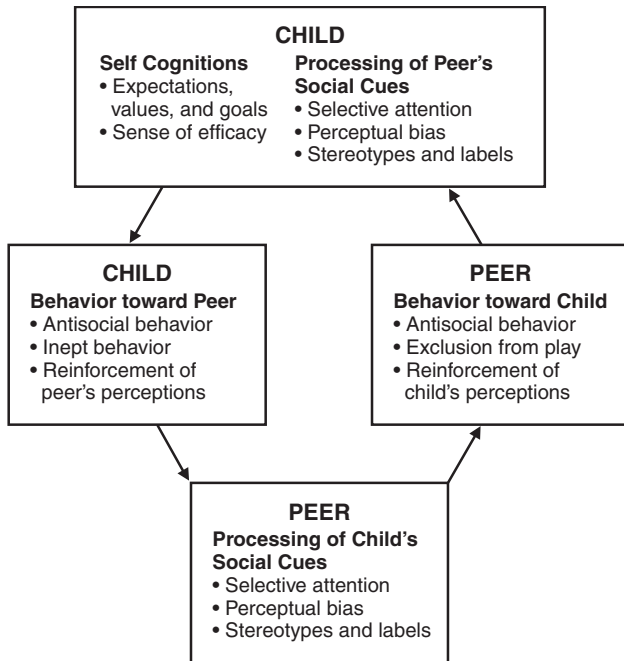 CHILD
Self Cognitions
• Expectations,
values, and goals
• Sense of efficacy
Processing of Peer's
Social Cues
• Selective attention
• Perceptual bias
• Stereotypes and labels
CHILD
Behavior toward Peer
• Antisocial behavior
• Inept behavior
• Reinforcement of
peer's perceptions
PEER
Behavior toward Child
• Antisocial behavior
• Exclusion from play
• Reinforcement of
child's perceptions
PEER
Processing of Child's
Social Cues
• Selective attention
• Perceptual bias
• Stereotypes and labels